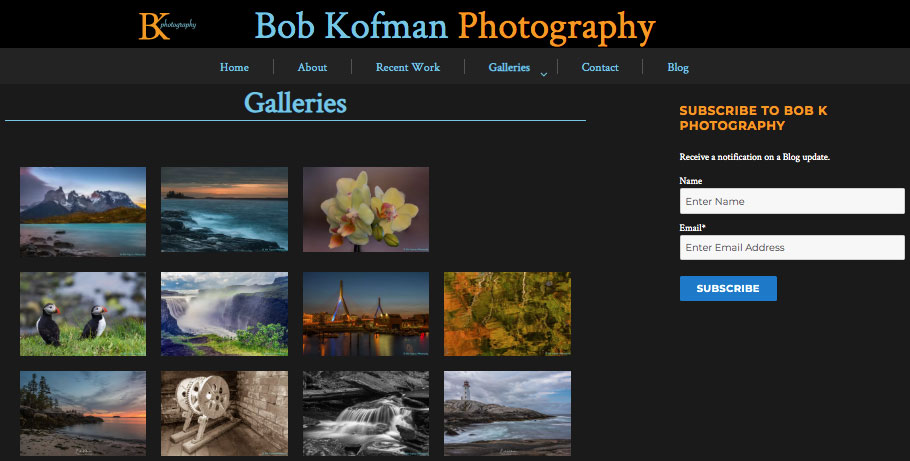 BK photography
Bob Kofman Photography
Home
About
Recent Work
Galleries
Contact
Blog
Galleries
SUBSCRIBE TO BOB K
PHOTOGRAPHY
Receive a notification on a Blog update.
Name
Enter Name
Email*
Enter Email Address
SUBSCRIBE